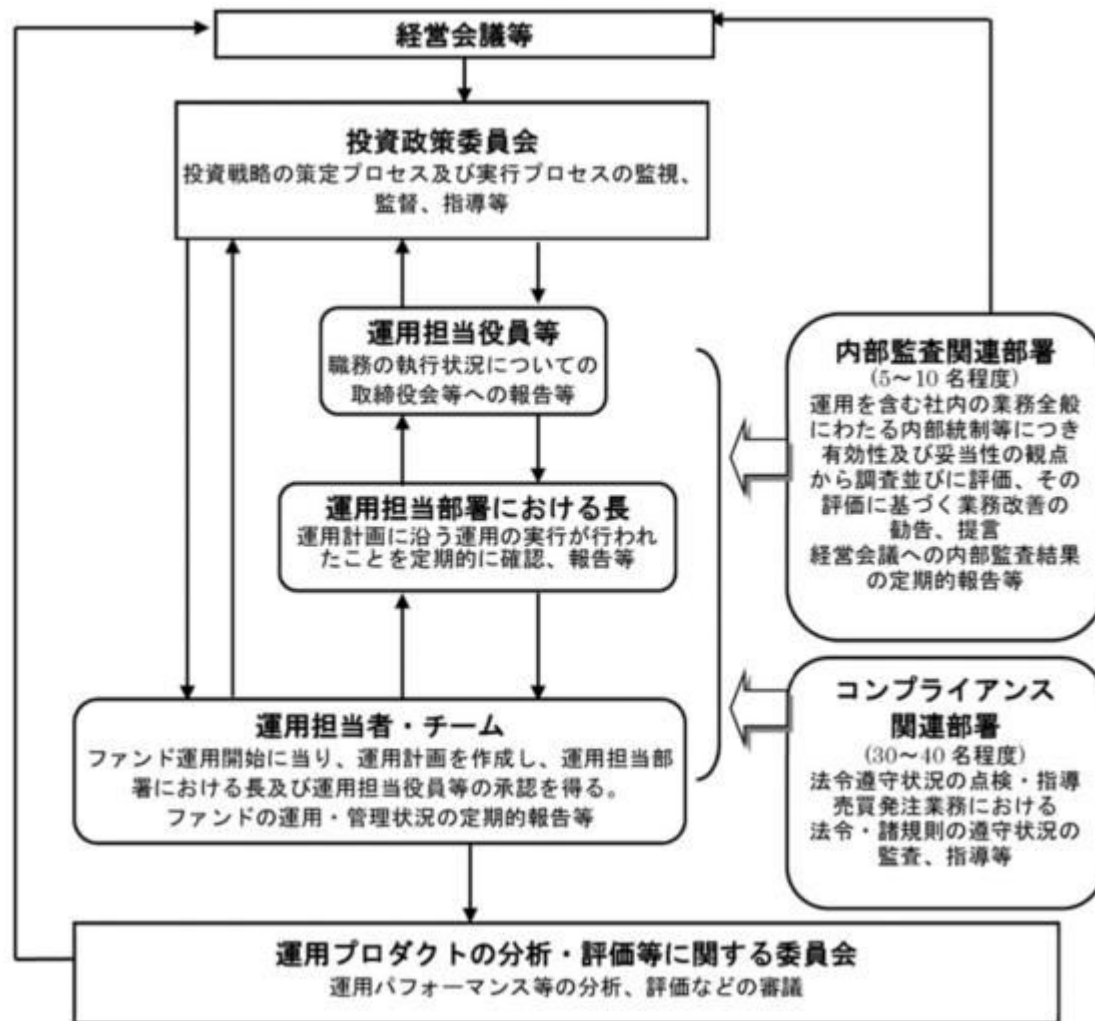 経営会議等
投資政策委員会
投資戦略の策定プロセス及び実行プロセスの監視、
監督、指導等
運用担当役員等
職務の執行状況についての
取締役会等への報告等
運用担当部署における長
運用計画に沿う運用の実行が行われ
たことを定期的に確認、報告等
運用担当者・チーム
ファンド運用開始に当り、運用計画を作成し、運用担当部
署における長及び運用担当役員等の承認を得る。
ファンドの運用・管理状況の定期的報告等
内部監査関連部署
(5～10 名程度)
運用を含む社内の業務全般
にわたる内部統制等につき
有効性及び妥当性の観点
から調査並びに評価、その
評価に基づく業務改善の
勧告、提言
経営会議への内部監査結果
の定期的報告等
コンプライアンス
関連部署
(30～40 名程度)
法令遵守状況の点検・指導
売買発注業務における
法令・諸規則の遵守状況の
監査、指導等
運用プロダクトの分析・評価等に関する委員会
運用パフォーマンス等の分析、評価などの審議